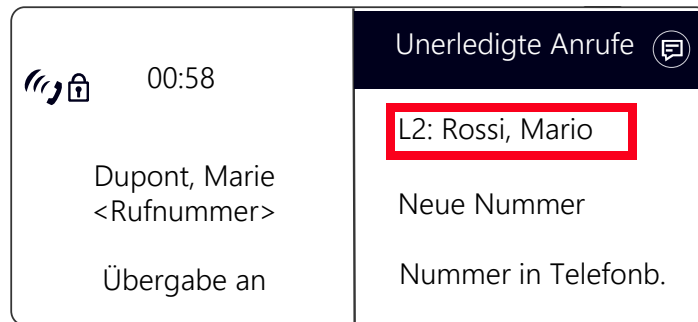 00:58
Dupont, Marie
<Rufnummer>
Übergabe an
Unerledigte Anrufe
L2: Rossi, Mario
Neue Nummer
Nummer in Telefonb.